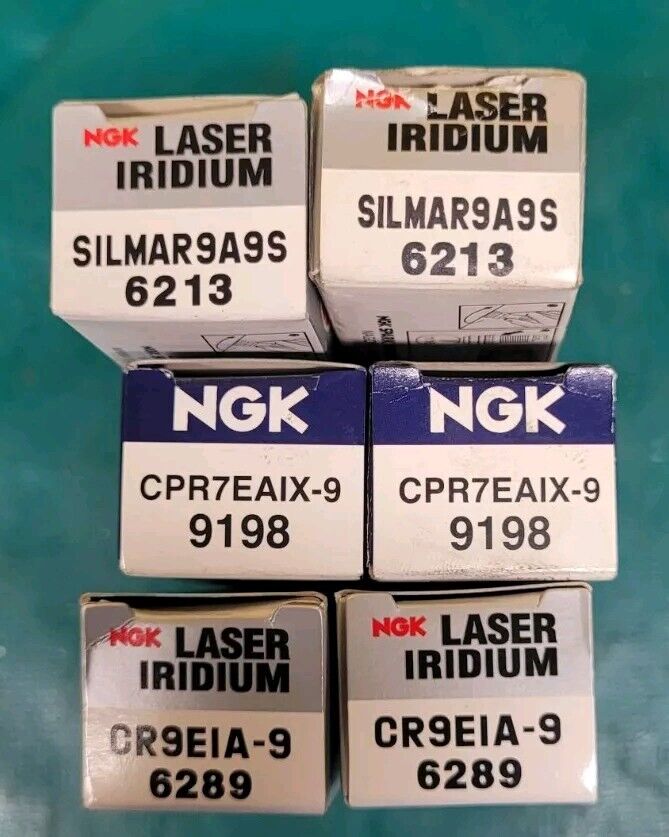 NGK LASER
IRIDIUM
SILMAR9A9S
6213
NGK LASER
IRIDIUM
SILMAR9A9S
6213
NGK
CPR7EAIX-9
9198
NGK
CPR7EAIX-9
9198
NGK LASER
IRIDIUM
CR9EIA-9
6289
NGK LASER
IRIDIUM
CR9EIA-9
6289